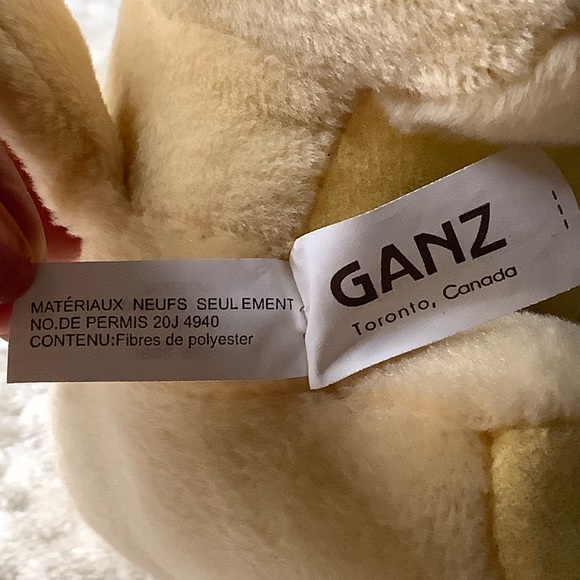 MATÉRIAUX NEUFS SEULEMENT
NO.DE PERMIS 20J 4940
CONTENU:Fibres de polyester
GANZ
Toronto, Canada